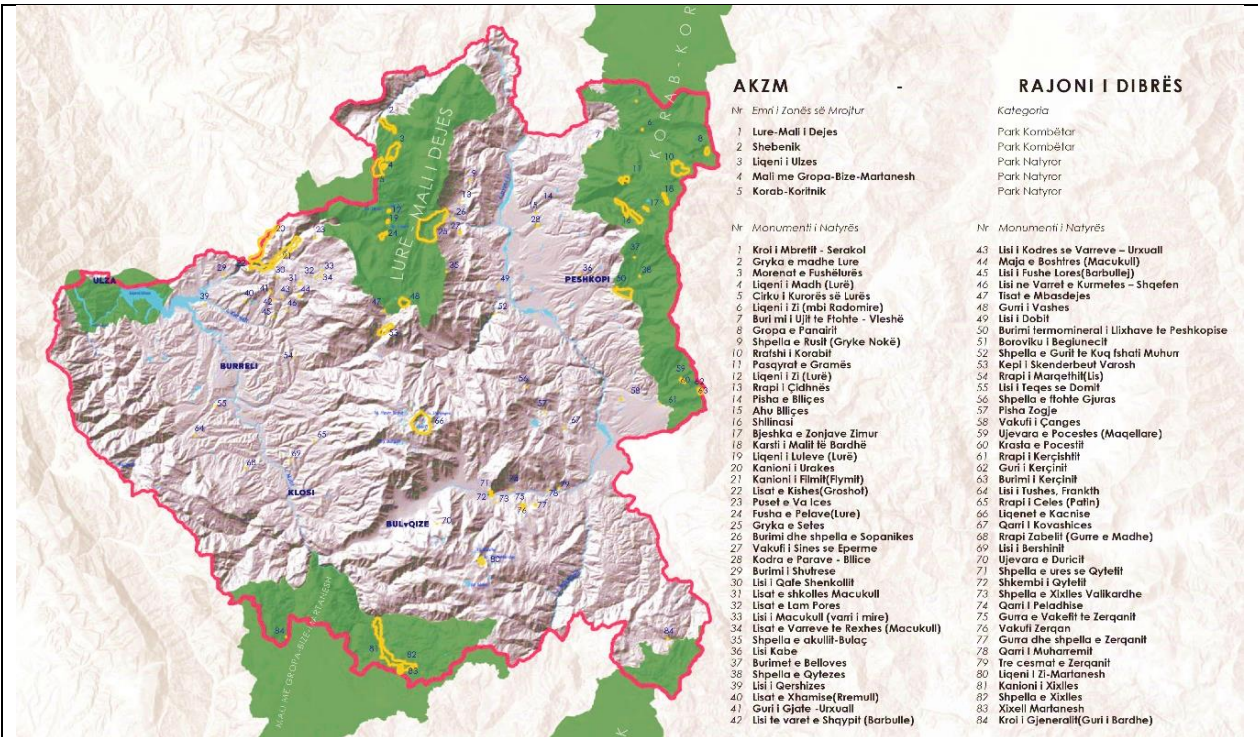 AKZM - RAJONI I DIBRËS
Nr Emri i Zonës së Mrojtur Kategoria
1 Lure-Mali i Dejes Park Kombëtar
2 Shebenik Park Kombëtar
3 Liqeni i Ulzes Park Natyror
4 Mali me Gropa-Bize-Martanesh Park Natyror
5 Korab-Koritnik Park Natyror
Nr Monumenti i Natyrës
1 Kroi i Mbretit - Serakol
2 Gryka e madhe Lure
3 Morenat e Fushëlurës
4 Liqeni i Madh (Lurë)
5 Cirku i Kurorës së Lurës
6 Liqeni i Zi (mbi Radomire)
7 Buri mi i Ujit te Ftohte - Vleshë
8 Gropa e Panairit
9 Shpella e Rusit (Gryke Nokë)
10 Rrafshi i Korabit
11 Pasqyrat e Gramës
12 Liqeni i Zi (Lurë)
13 Rrapi i Çidhnës
14 Pisha e Blliçes
15 Ahu Blliçes
16 Shllinasi
17 Bjeshka e Zonjave Zimur
18 Karsti i Malit të Bardhë
19 Liqeni i Luleve (Lurë)
20 Kanioni i Urakes
21 Kanioni i Filmit(Flymit)
22 Lisat e Kishes(Groshot)
23 Puset e Va Ices
24 Fusha e Pelave(Lure)
25 Gryka e Setes
26 Burimi dhe shpella e Sopanikes
27 Vakufi i Sines se Eperme
28 Kodra e Parave - Bllice
29 Burimi i Shutrese
30 Lisi i Qafe Shenkollit
31 Lisat e shkolles Macukull
32 Lisat e Lam Pores
33 Lisi i Macukull (varri i mire)
34 Lisat e Varreve te Rexhes (Macukull)
35 Shpella e akullit-Bulaç
36 Lisi Kabe
37 Burimet e Belloves
38 Shpella e Qytezes
39 Lisi i Qershizes
40 Lisat e Xhamise(Rremull)
41 Guri i Gjate -Urxuall
42 Lisi te varet e Shqypit (Barbulle)
Nr Monumenti i Natyrës
43 Lisi i Kodres se Varreve – Urxuall
44 Maja e Boshtres (Macukull)
45 Lisi i Fushe Lores(Barbullej)
46 Lisi ne Varret e Kurmetes – Shqefen
47 Tisat e Mbasdejes
48 Gurri i Vashes
49 Lisi i Dobit
50 Burimi termomineral i Llixhave te Peshkopise
51 Boroviku i Begjunecit
52 Shpella e Gurit te Kuq fshati Muhurr
53 Kepi i Skenderbeut Varosh
54 Rrapi i Marqethit(Lis)
55 Lisi i Teqes se Domit
56 Shpella e ftohte Gjuras
57 Pisha Zogje
58 Vakufi i Çanges
59 Ujevara e Pocestes (Maqellare)
60 Krasta e Pocestit
61 Rrapi i Kerçishtit
62 Guri i Kerçinit
63 Burimi i Kerçinit
64 Lisi i Tushes, Frankth
65 Rrapi i Celes (Patin)
66 Liqenet e Kacnise
67 Qarri I Kovashices
68 Rrapi Zabelit (Gurre e Madhe)
69 Lisi i Bershinit
70 Ujevara e Duricit
71 Shpella e ures se Qytetit
72 Shkembi i Qytetit
73 Shpella e Xixlles Valikardhe
74 Qarri I Peladhise
75 Gurra e Vakefit te Zerqanit
76 Vakufi Zerqan
77 Gurra dhe shpella e Zerqanit
78 Qarri I Muharremit
79 Tre cesmat e Zerqanit
80 Liqeni I Zi-Martanesh
81 Kanioni i Xixlles
82 Shpella e Xixlles
83 Xixell Martanesh
84 Kroi i Gjeneralit(Guri i Bardhe)
KORAB-KOR
LURE - MALI I DEJES
ULZA
PESHKOPI
BURRELI
KLOSI
BULvQIZE
MALI ME GROPA-BIZE-MARTANESH